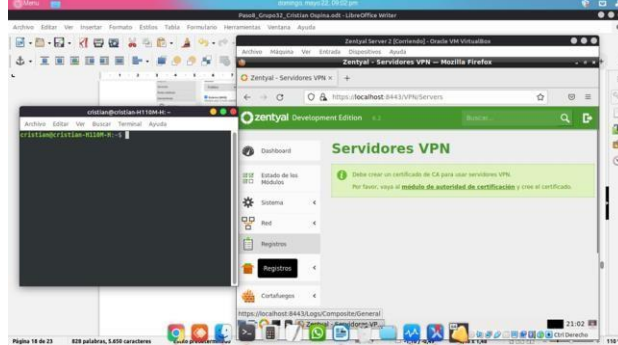 Menu
domingo, mayo 22, 09:02 pm
Paso8_Grupo32_Cristian Ospina.odt - LibreOffice Writer
Archivo Editar Ver Insertar Formato Estilos Tabla Formulario Herramientas Ventana Ayuda
Zentyal Server 2 [Corriendo] - Oracle VM VirtualBox
Archivo Máquina Ver Entrada Dispositivos Ayuda
Zentyal - Servidores VPN — Mozilla Firefox
Zentyal - Servidores VPN
https://localhost:8443/VPN/Servers
zentyal Development Edition
Buscar...
cristian@cristian-H110M-H: ~
Archivo Editar Ver Buscar Terminal Ayuda
cristian@cristian-H110M-H:~$
Dashboard
Estado de los Módulos
Sistema
Red
Registros
Registros
Cortafuegos
Servidores VPN
Debe crear un certificado de CA para usar servidores VPN.
Por favor, vaya al módulo de autoridad de certificación y cree el certificado.
https://localhost:8443/Logs/Composite/General
Zentyal - Servidores VP
21:02
Ctrl Derecho
Página 18 de 23
828 palabras, 5.850 caracteres